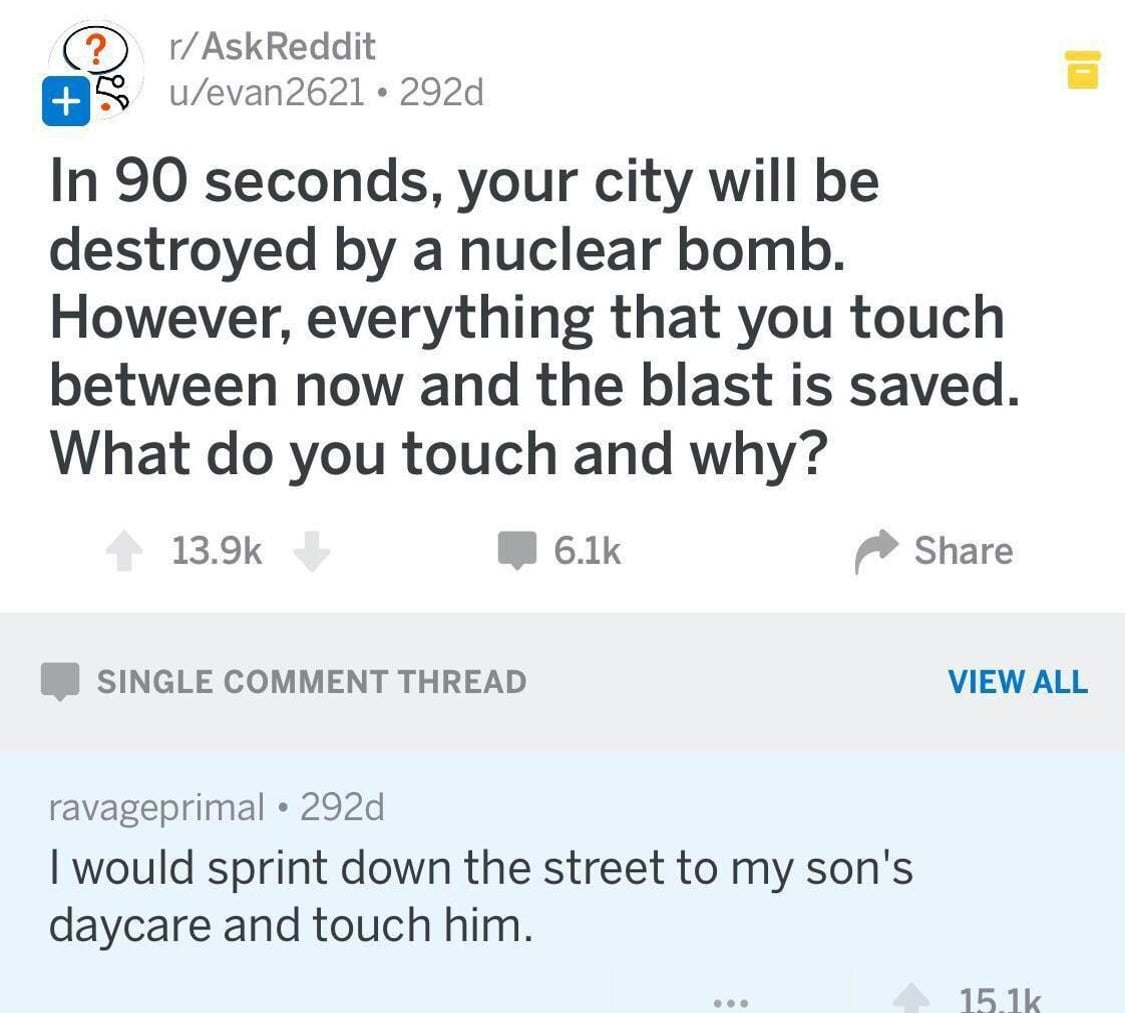 r/AskReddit
u/evan2621 • 292d
In 90 seconds, your city will be
destroyed by a nuclear bomb.
However, everything that you touch
between now and the blast is saved.
What do you touch and why?
13.9k 6.1k Share
SINGLE COMMENT THREAD VIEW ALL
ravageprimal • 292d
I would sprint down the street to my son's
daycare and touch him.
... 15.1k